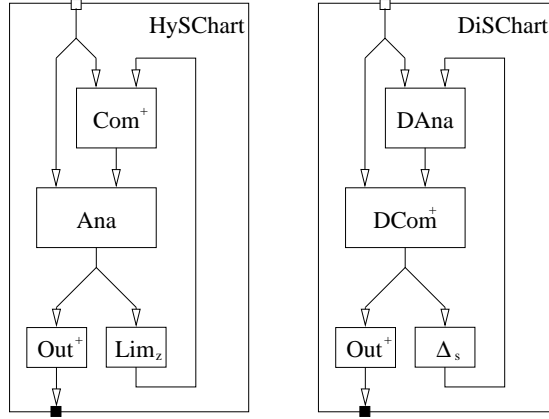 HySChart
Com+
Ana
Out+
Limz
DiSChart
DAna
DCom+
Out+
Δs